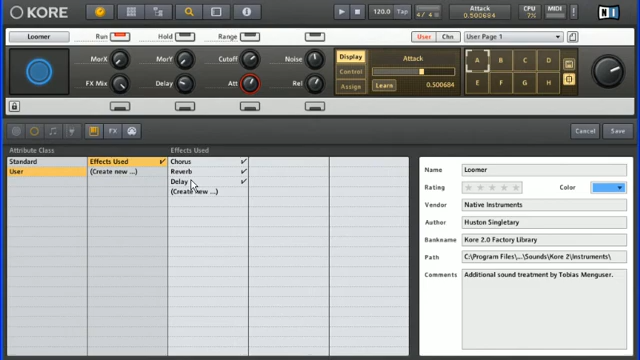 KORE
120.0 Tap
4/ 4
Attack
0.500684
CPU
7%
MIDI
NI
Loomer
Run
Hold
Range
User
Chn
User Page 1
MorX
MorY
Cutoff
Noise
FX Mix
Delay
Att
Rel
Display
Control
Assign
Attack
Learn
0.500684
A B C D
E F G H
FX
Cancel
Save
Attribute Class
Effects Used
Standard
User
Effects Used
(Create new ...)
Chorus
Reverb
Delay
(Create new ...)
Name
Loomer
Rating
Color
Vendor
Native Instruments
Author
Huston Singletary
Bankname
Kore 2.0 Factory Library
Path
C:\Program Files\...\Sounds\Kore 2\Instruments\
Comments
Additional sound treatment by Tobias Menguser.